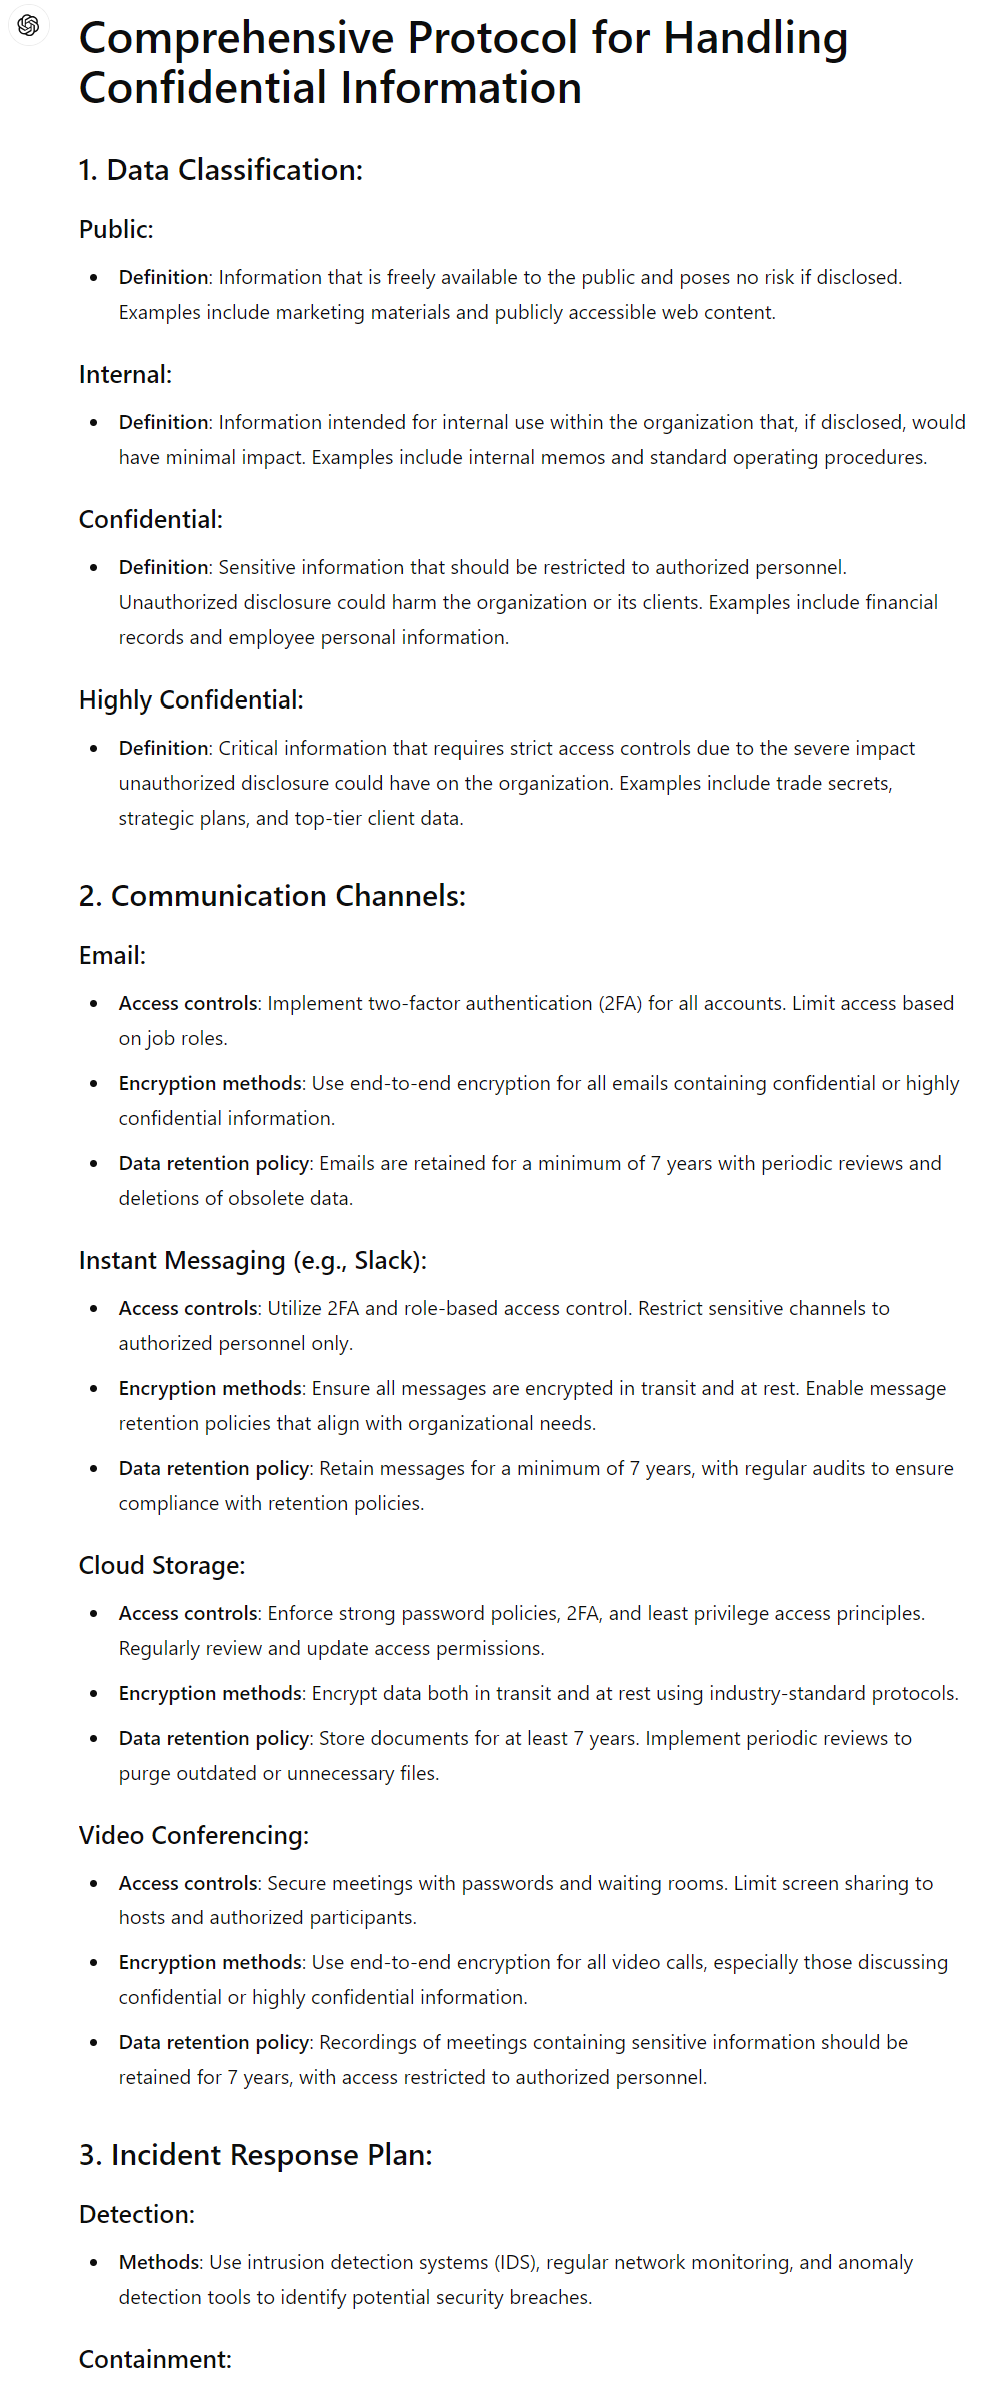 Comprehensive Protocol for Handling
Confidential Information
1. Data Classification:
Public:
Definition: Information that is freely available to the public and poses no risk if disclosed.
Examples include marketing materials and publicly accessible web content.
Internal:
Definition: Information intended for internal use within the organization that, if disclosed, would
have minimal impact. Examples include internal memos and standard operating procedures.
Confidential:
Definition: Sensitive information that should be restricted to authorized personnel.
Unauthorized disclosure could harm the organization or its clients. Examples include financial
records and employee personal information.
Highly Confidential:
Definition: Critical information that requires strict access controls due to the severe impact
unauthorized disclosure could have on the organization. Examples include trade secrets,
strategic plans, and top-tier client data.
2. Communication Channels:
Email:
Access controls: Implement two-factor authentication (2FA) for all accounts. Limit access based
on job roles.
Encryption methods: Use end-to-end encryption for all emails containing confidential or highly
confidential information.
Data retention policy: Emails are retained for a minimum of 7 years with periodic reviews and
deletions of obsolete data.
Instant Messaging (e.g., Slack):
Access controls: Utilize 2FA and role-based access control. Restrict sensitive channels to
authorized personnel only.
Encryption methods: Ensure all messages are encrypted in transit and at rest. Enable message
retention policies that align with organizational needs.
Data retention policy: Retain messages for a minimum of 7 years, with regular audits to ensure
compliance with retention policies.
Cloud Storage:
Access controls: Enforce strong password policies, 2FA, and least privilege access principles.
Regularly review and update access permissions.
Encryption methods: Encrypt data both in transit and at rest using industry-standard protocols.
Data retention policy: Store documents for at least 7 years. Implement periodic reviews to
purge outdated or unnecessary files.
Video Conferencing:
Access controls: Secure meetings with passwords and waiting rooms. Limit screen sharing to
hosts and authorized participants.
Encryption methods: Use end-to-end encryption for all video calls, especially those discussing
confidential or highly confidential information.
Data retention policy: Recordings of meetings containing sensitive information should be
retained for 7 years, with access restricted to authorized personnel.
3. Incident Response Plan:
Detection:
Methods: Use intrusion detection systems (IDS), regular network monitoring, and anomaly
detection tools to identify potential security breaches.
Containment: